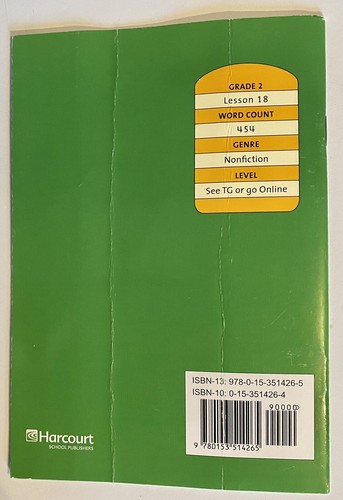 GRADE 2
Lesson 18
WORD COUNT
454
GENRE
Nonfiction
LEVEL
See TG or go Online
ISBN-13: 978-0-15-351426-5
ISBN-10: 0-15-351426-4
90000
9 780153 514265
Harcourt
SCHOOL PUBLISHERS